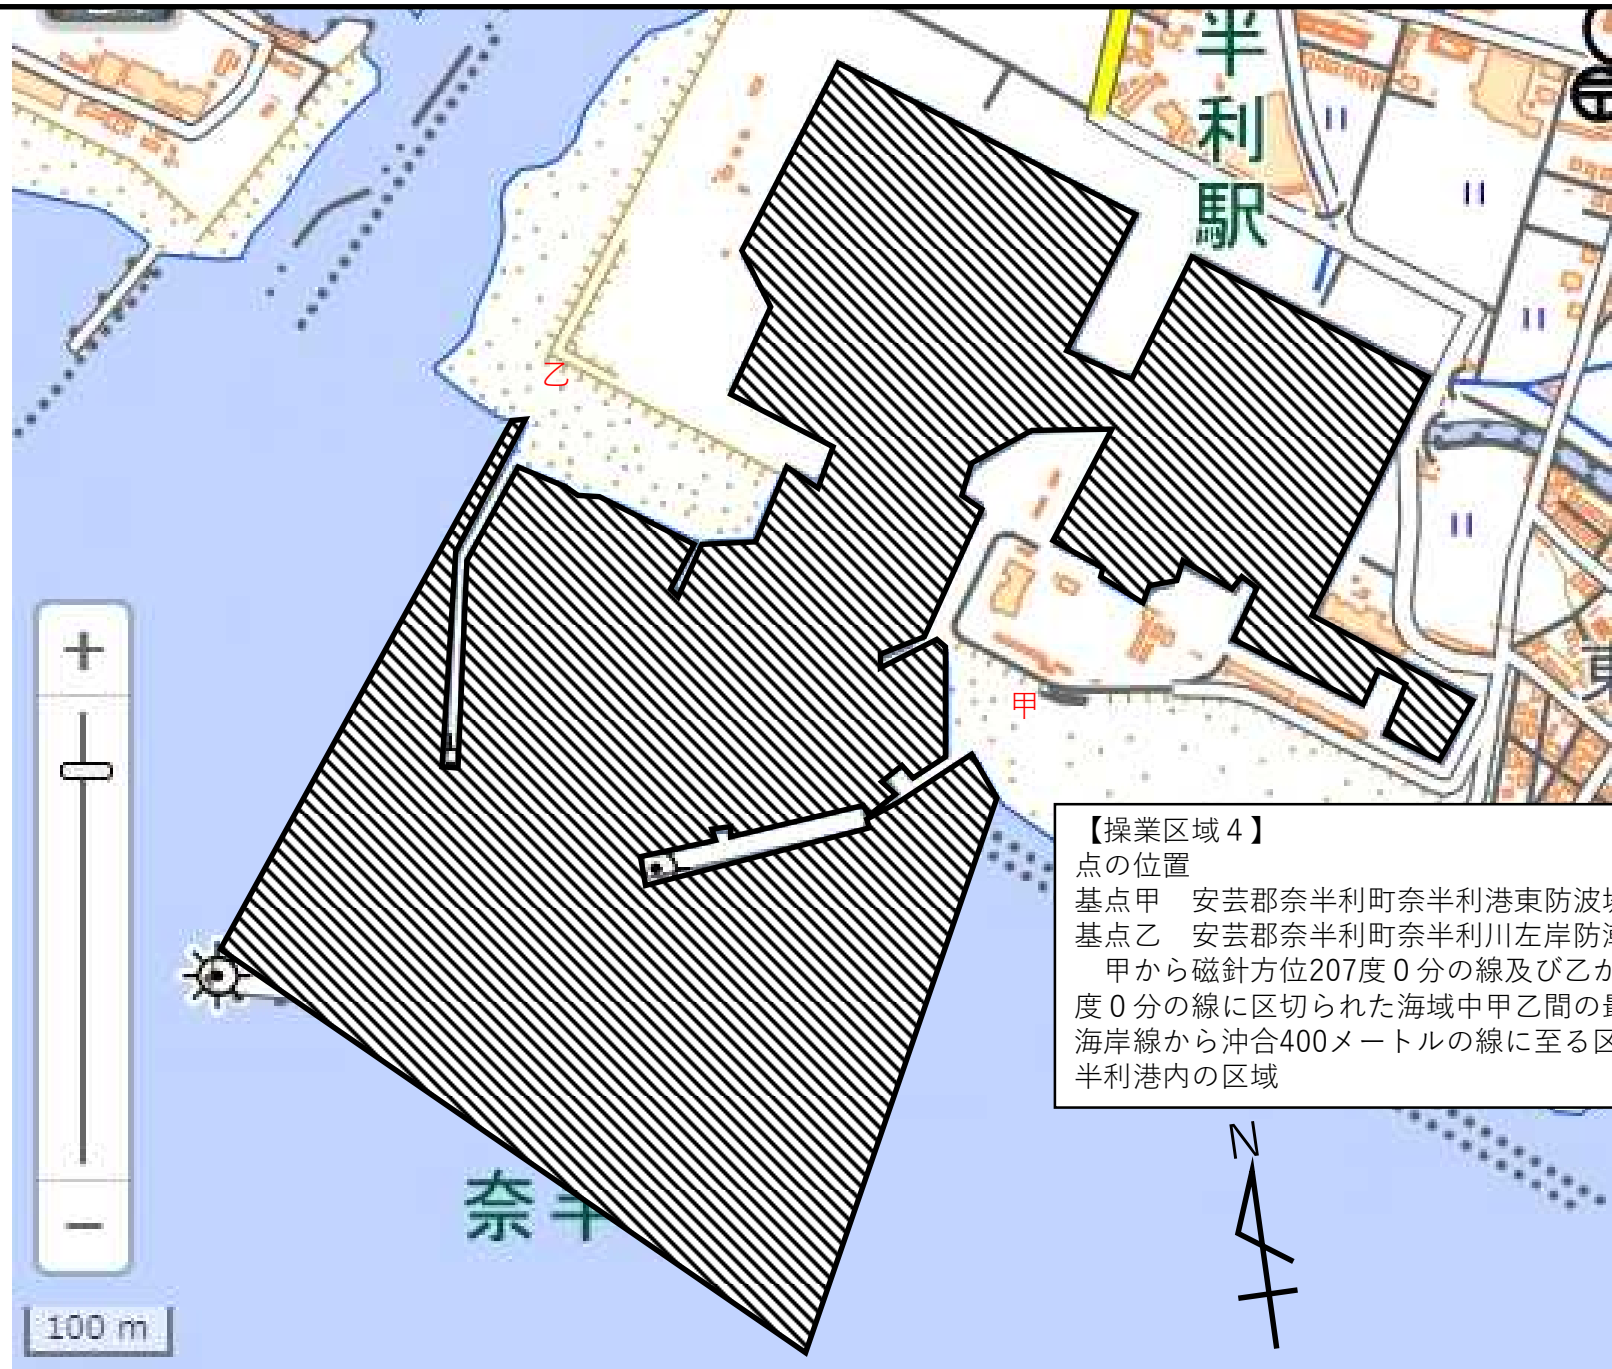 半利駅
乙
甲
+
−
100 m
奈半
N
【操業区域４】
点の位置
基点甲　安芸郡奈半利町奈半利港東防波
基点乙　安芸郡奈半利町奈半利川左岸防
　甲から磁針方位207度０分の線及び乙か
度０分の線に区切られた海域中甲乙間の最
海岸線から沖合400メートルの線に至る区
半利港内の区域